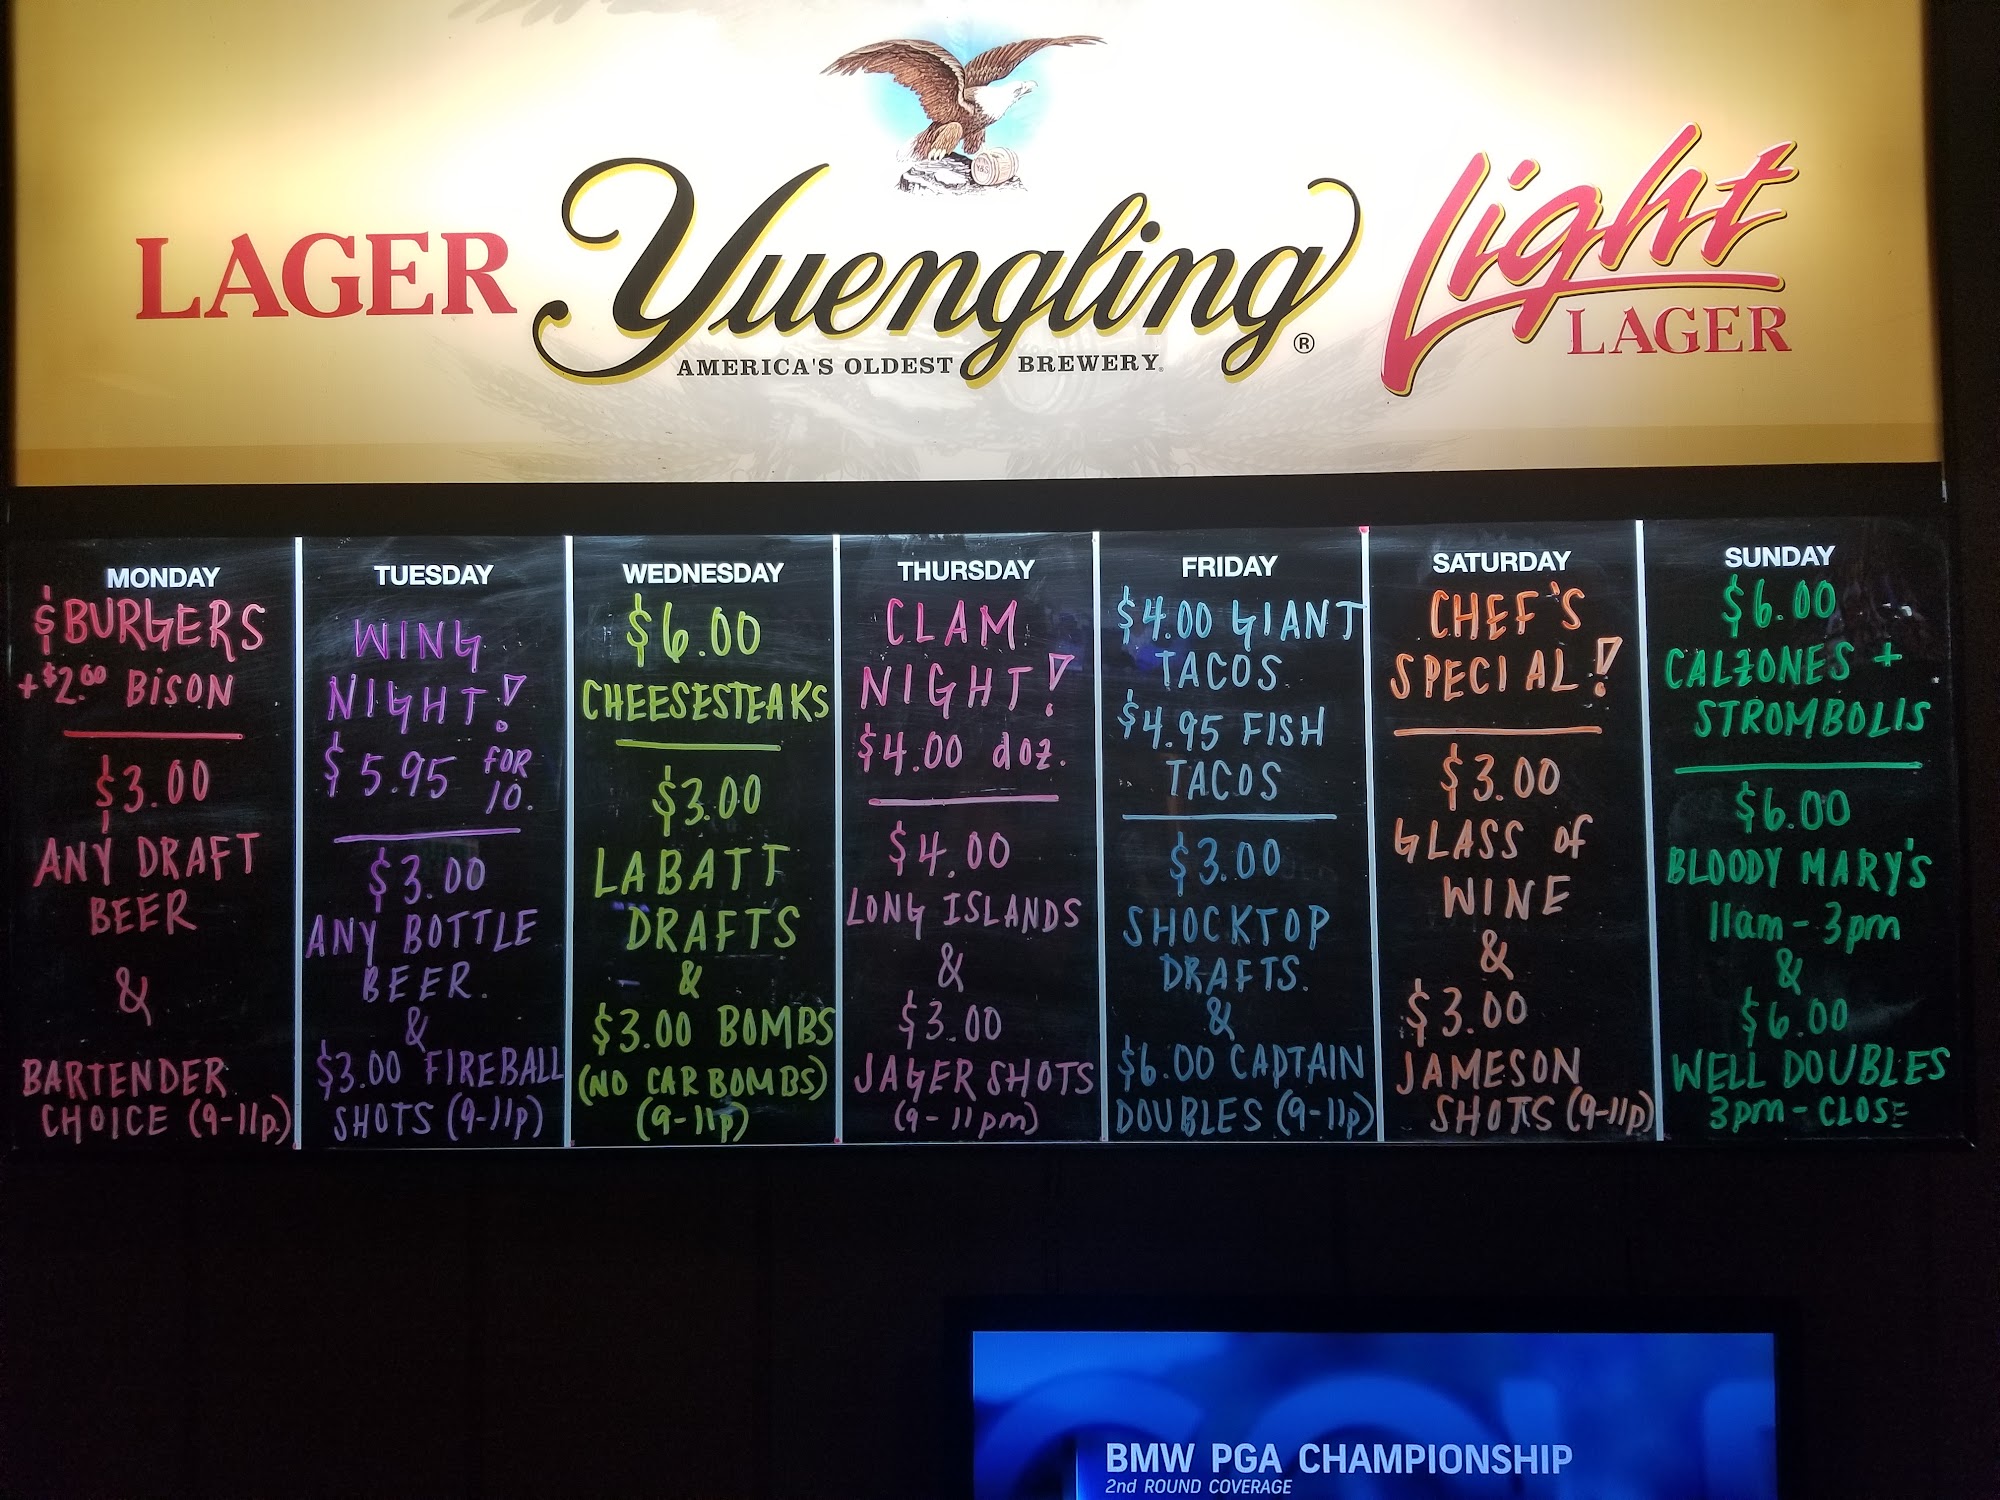 LAGER
Yuengling®
Light
LAGER
AMERICA'S OLDEST BREWERY®
MONDAY
$BURGERS
+$2.00 BiSON
$3.00
ANY DRAFT
BEER
&
BARTENDER
CHOICE (9-11p.)
TUESDAY
WING
NIGHT!
$5.95 FOR
10.
$3.00
ANY BOTTLE
BEER.
&
$3.00 FIREBALL
SHOTS (9-11p)
WEDNESDAY
$6.00
CHEESESTEAKS
$3.00
LABATT
DRAFTS
&
$3.00 BOMBS
(NO CAR BOMBS)
(9-11p)
THURSDAY
CLAM
NIGHT!
$4.00 doz.
$4.00
LONG ISLANDS
&
$3.00
JAGER SHOTS
(9-11pm)
FRIDAY
$4.00 GIANT
TACOS
$4.95 FISH
TACOS
$3.00
SHOCKTOP
DRAFTS.
&
$6.00 CAPTAIN
DOUBLES (9-11p)
SATURDAY
CHEF'S
SPECIAL!
$3.00
GLASS of
WINE
&
$3.00
JAMESON
SHOTS (9-11p)
SUNDAY
$6.00
CALZONES +
STROMBOLIS
$6.00
BLOODY MARY'S
11am-3pm
&
$6.00
WELL DOUBLES
3pm-CLOSE
BMW PGA CHAMPIONSHIP
2nd ROUND COVERAGE